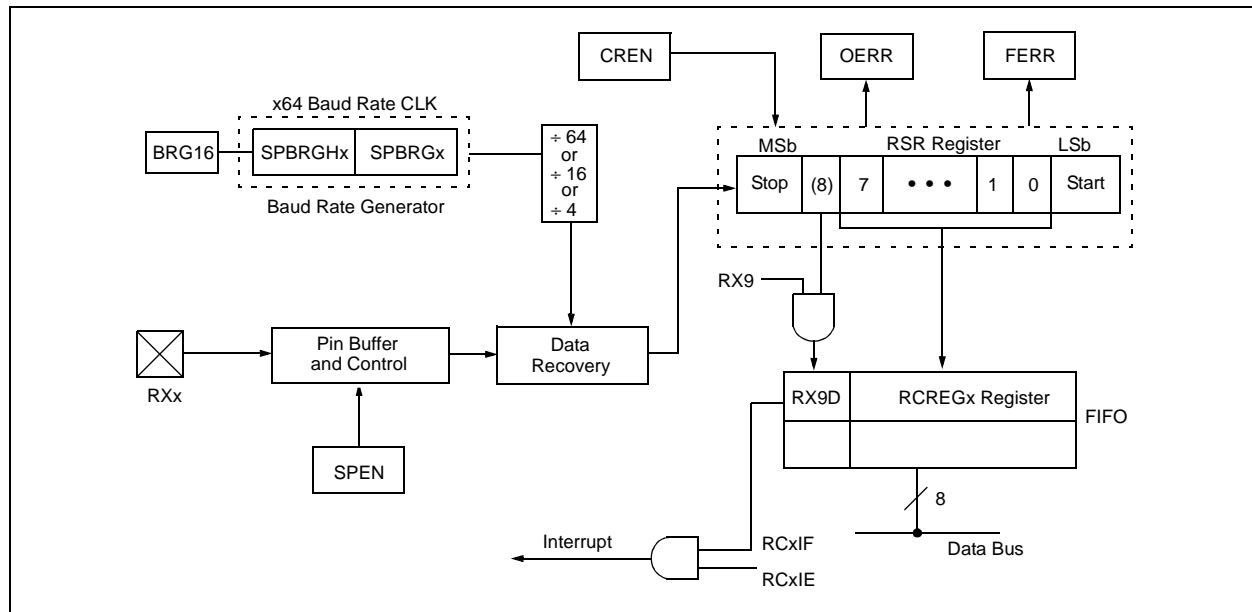 CREN
OERR
FERR
x64 Baud Rate CLK
BRG16
SPBRGHx
SPBRGx
Baud Rate Generator
÷ 64
or
÷ 16
or
÷ 4
MSb
RSR Register
LSb
Stop
(8)
7
• • •
1
0
Start
RX9
RXx
Pin Buffer
and Control
Data
Recovery
SPEN
RX9D
RCREGx Register
FIFO
8
Data Bus
Interrupt
RCxIF
RCxIE